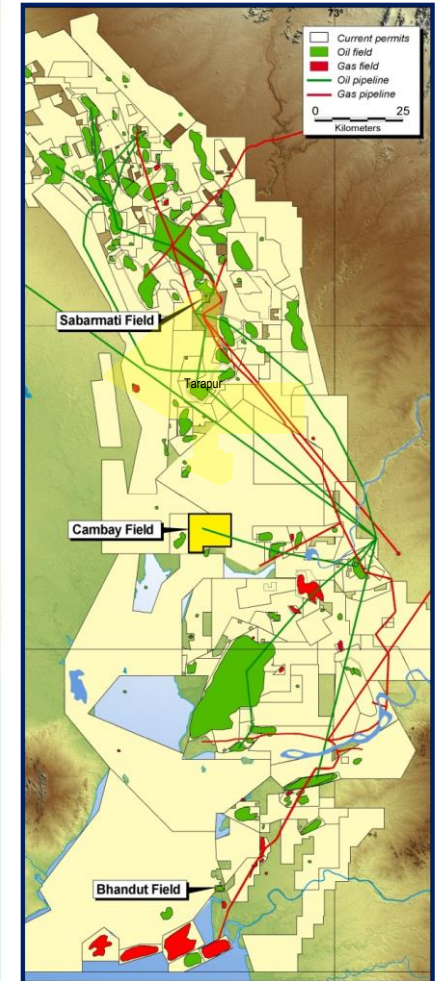 73°
Current permits
Oil field
Gas field
Oil pipeline
Gas pipeline
0 25
Kilometers
Sabarmati Field
Tarapur
Cambay Field
Bhandut Field